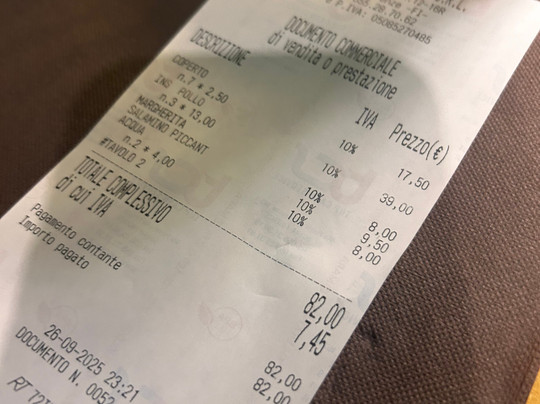 P.IVA: 05085270485
DOCUMENTO COMMERCIALE
di vendita o prestazione
DESCRIZIONE IVA Prezzo(€)
COPERTO 10% 17,50
n.7 * 2,50
INS POLLO 10% 39,00
n.3 * 13,00
MARGHERITA 10% 8,00
SALAMINO PICCANT 10% 9,50
ACQUA 10% 8,00
n.2 * 4,00
#TAVOLO 2
TOTALE COMPLESSIVO 82,00
di cui IVA 7,45
Pagamento contante 82,00
Importo pagato 82,00
26-09-2025 23:21
DOCUMENTO N.